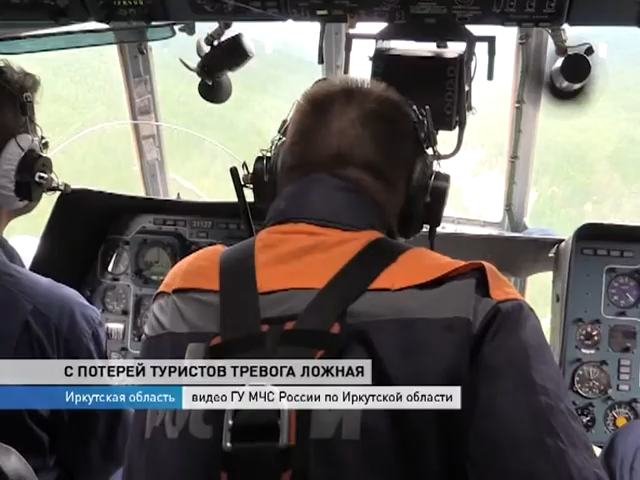 С ПОТЕРЕЙ ТУРИСТОВ ТРЕВОГА ЛОЖНАЯ
Иркутская область видео ГУ МЧС России по Иркутской области